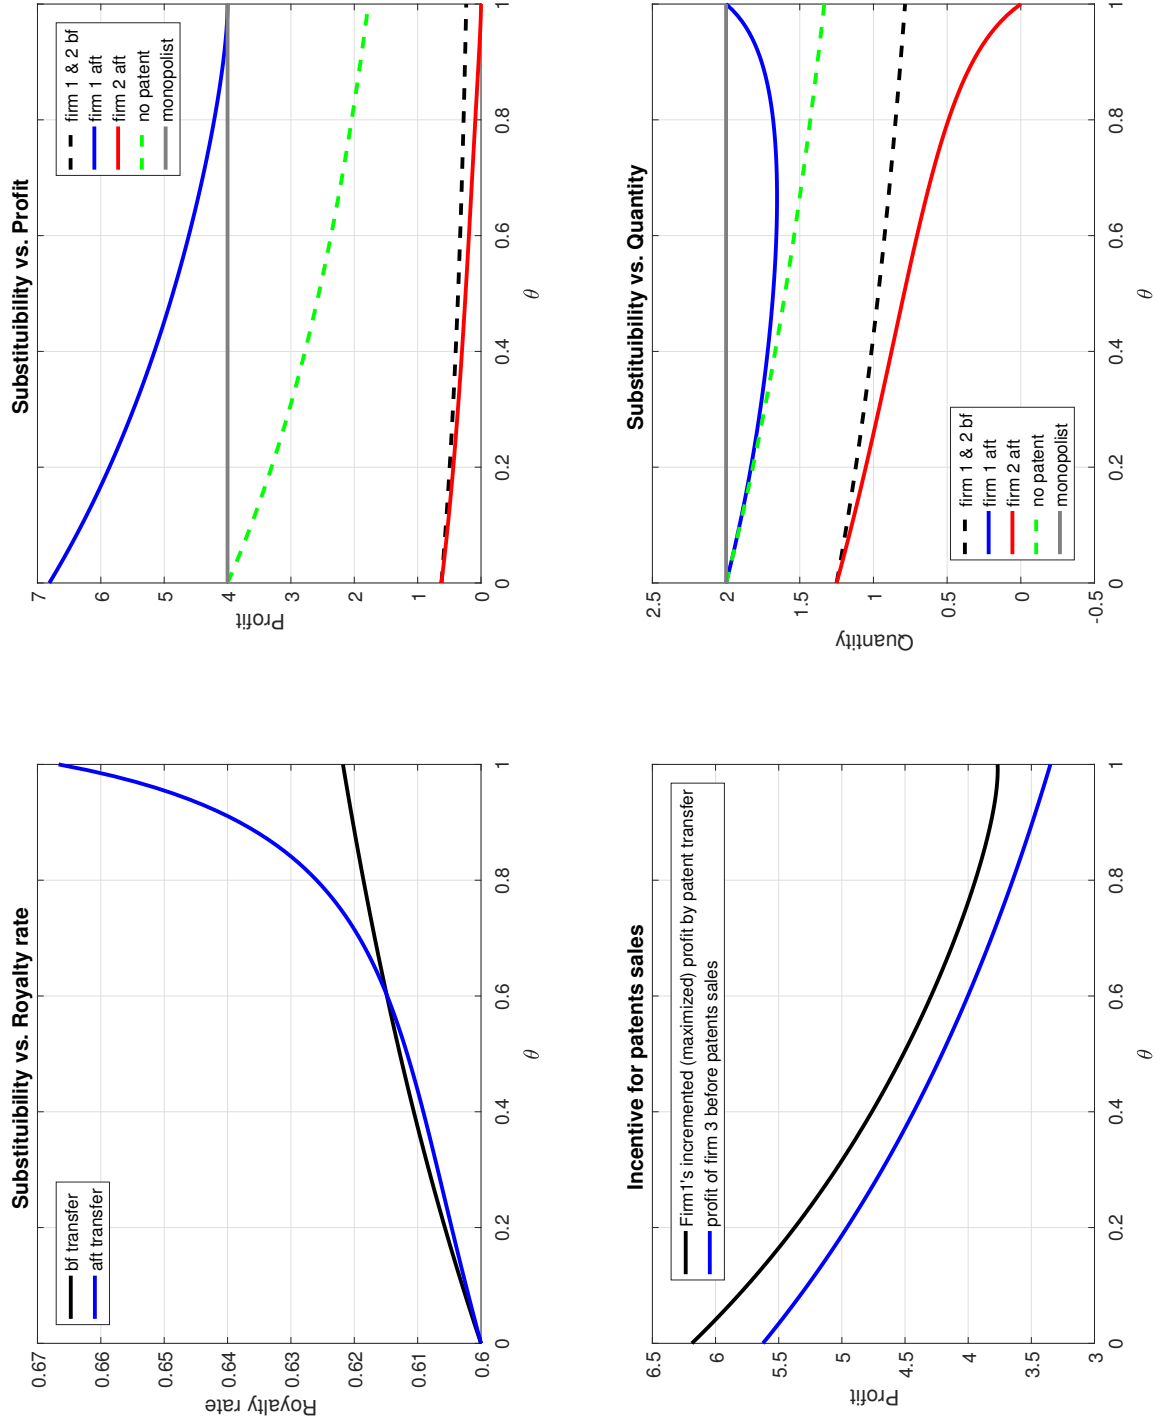 Substituibility vs. Royalty rate
0.67
0.66
0.65
0.64
0.63
0.62
0.61
0.6
Royalty rate
0
0.2
0.4
0.6
0.8
1
θ
bf transfer
aft transfer
Substituibility vs. Profit
7
6
5
4
3
2
1
0
Profit
0
0.2
0.4
0.6
0.8
1
θ
firm 1 & 2 bf
firm 1 aft
firm 2 aft
no patent
monopolist
Incentive for patents sales
6.5
6
5.5
5
4.5
4
3.5
3
Profit
0
0.2
0.4
0.6
0.8
1
θ
Firm1's incremented (maximized) profit by patent transfer
profit of firm 3 before patents sales
Substituibility vs. Quantity
2.5
2
1.5
1
0.5
0
-0.5
Quantity
0
0.2
0.4
0.6
0.8
1
θ
firm 1 & 2 bf
firm 1 aft
firm 2 aft
no patent
monopolist